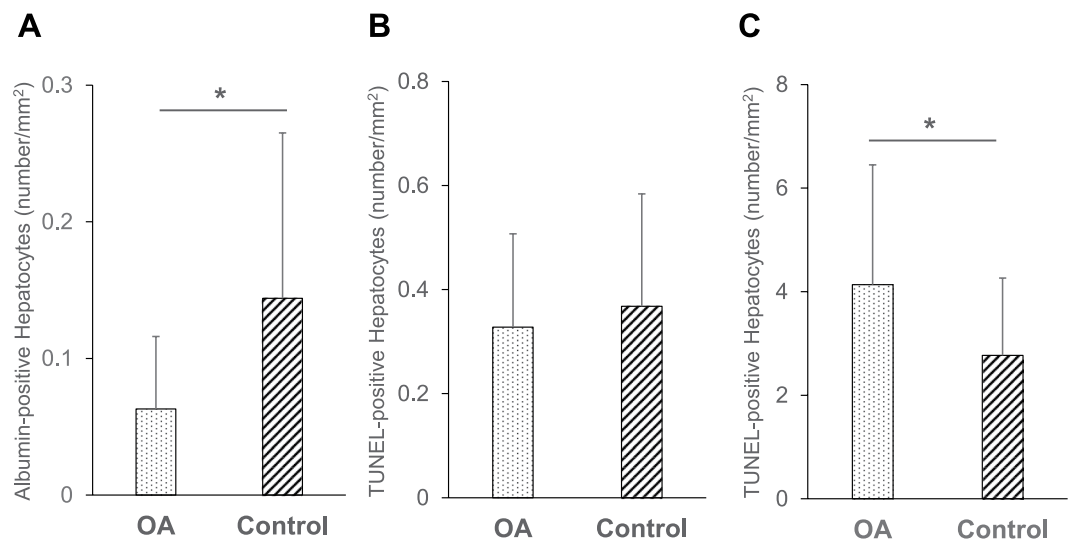 A
Albumin-positive Hepatocytes (number/mm²)
0.3
0.2
0.1
0
*
OA Control
B
TUNEL-positive Hepatocytes (number/mm²)
0.8
0.6
0.4
0.2
0
OA Control
C
TUNEL-positive Hepatocytes (number/mm²)
8
6
4
2
0
*
OA Control